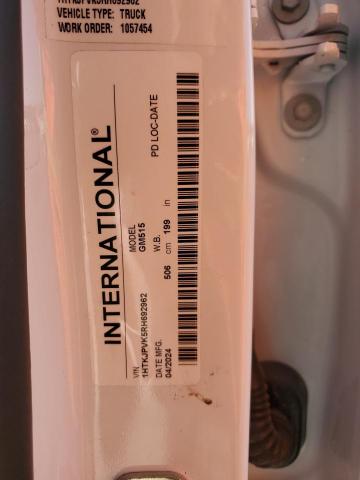 VEHICLE TYPE: TRUCK
WORK ORDER: 1057454
INTERNATIONAL®
MODEL
GM515
PD LOC-DATE
W.B.
506 cm 199 in
VIN
1HTKJPVK5RH692962
DATE MFG.
04/2024